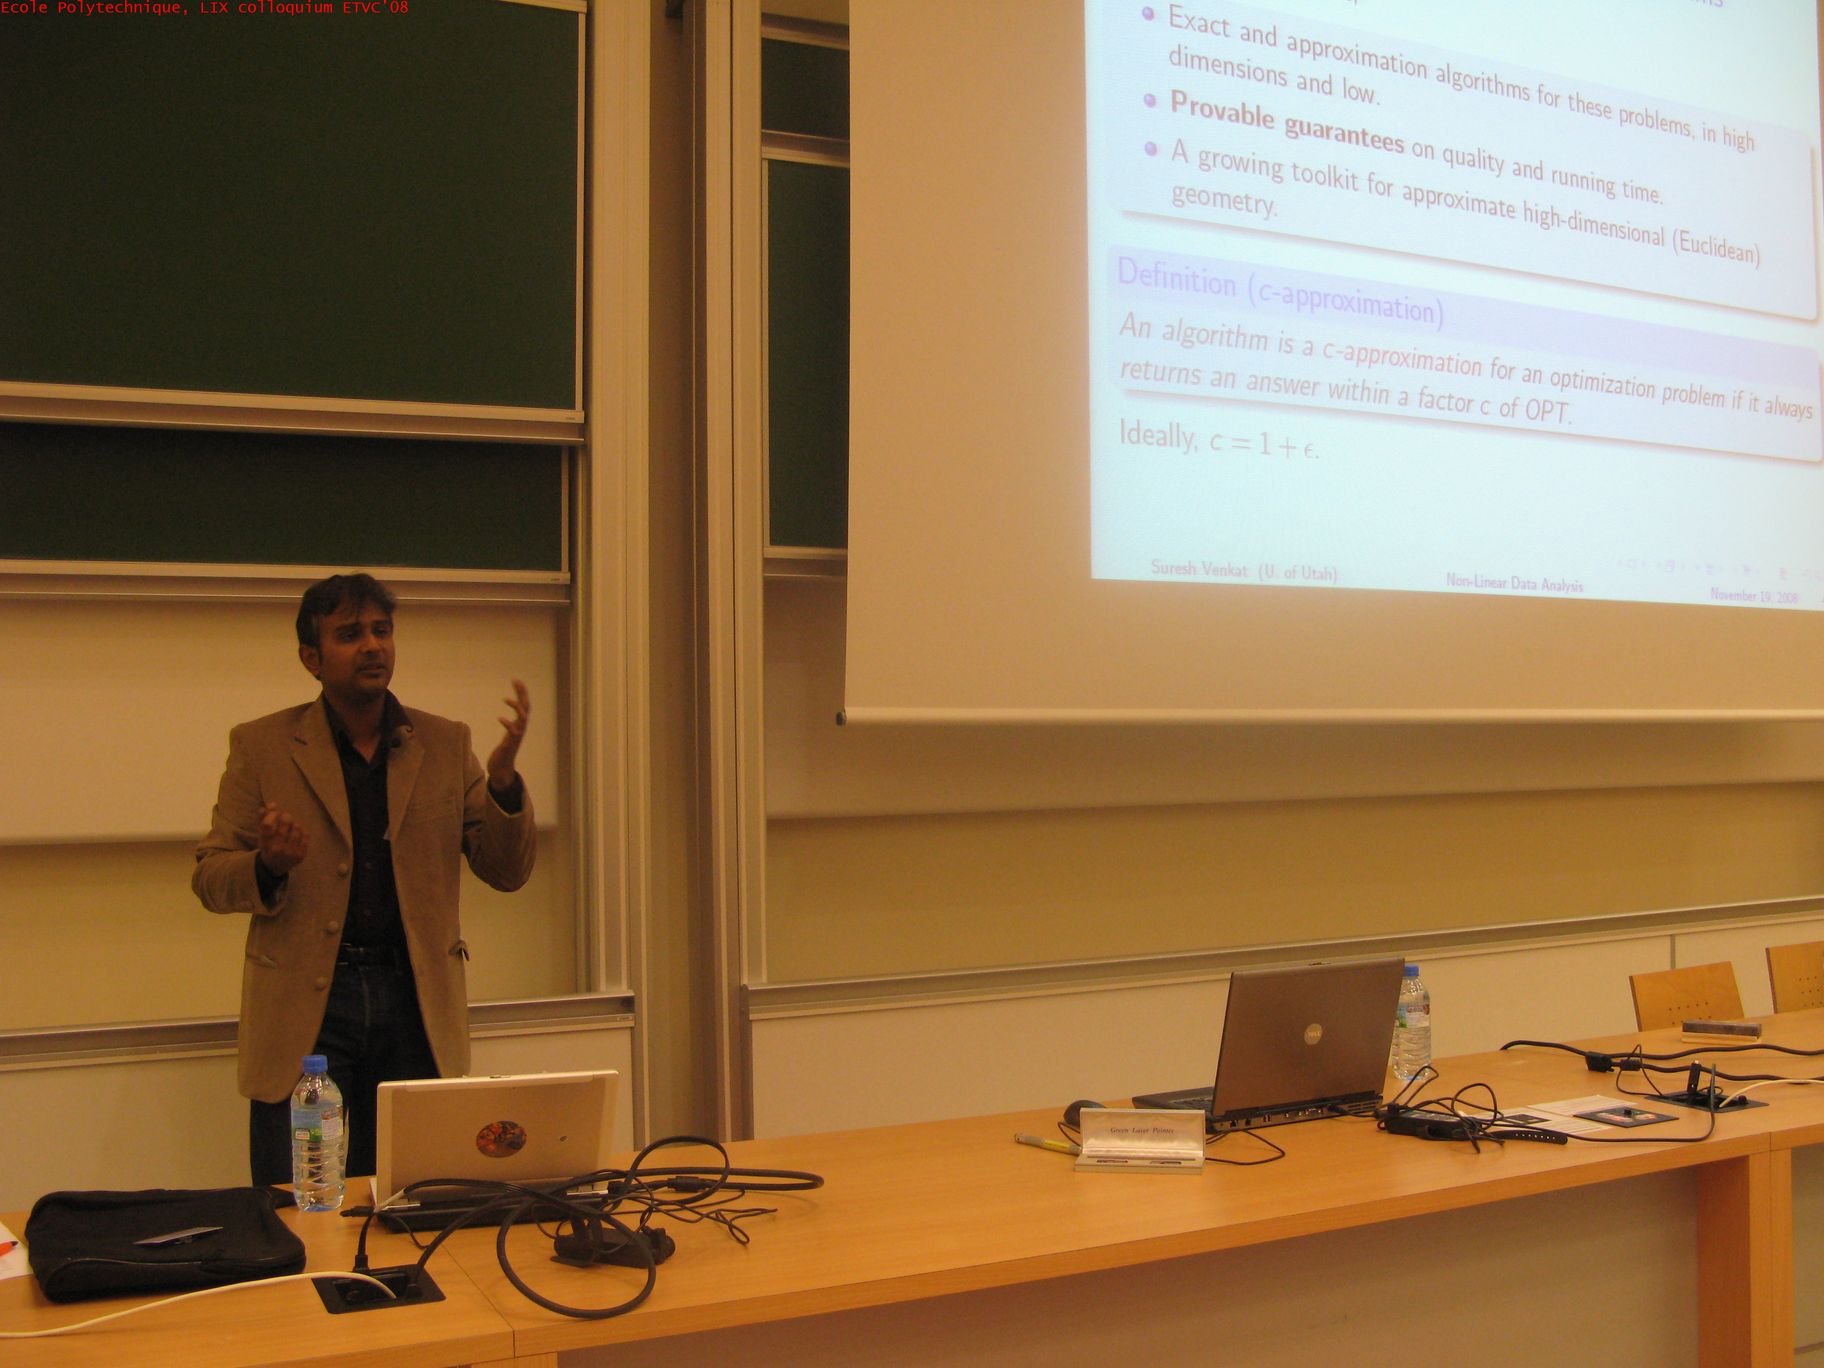 Ecole Polytechnique, LIX colloquium ETVC'08
Exact and approximation algorithms for these problems, in high
dimensions and low.
Provable guarantees on quality and running time.
A growing toolkit for approximate high-dimensional (Euclidean)
geometry.
Definition (c-approximation)
An algorithm is a c-approximation for an optimization problem if it always
returns an answer within a factor c of OPT.
Ideally, c = 1 + ϵ.
Suresh Venkat (U. of Utah)
Non-Linear Data Analysis
November 19, 2008
DELL
Green Laser Pointer